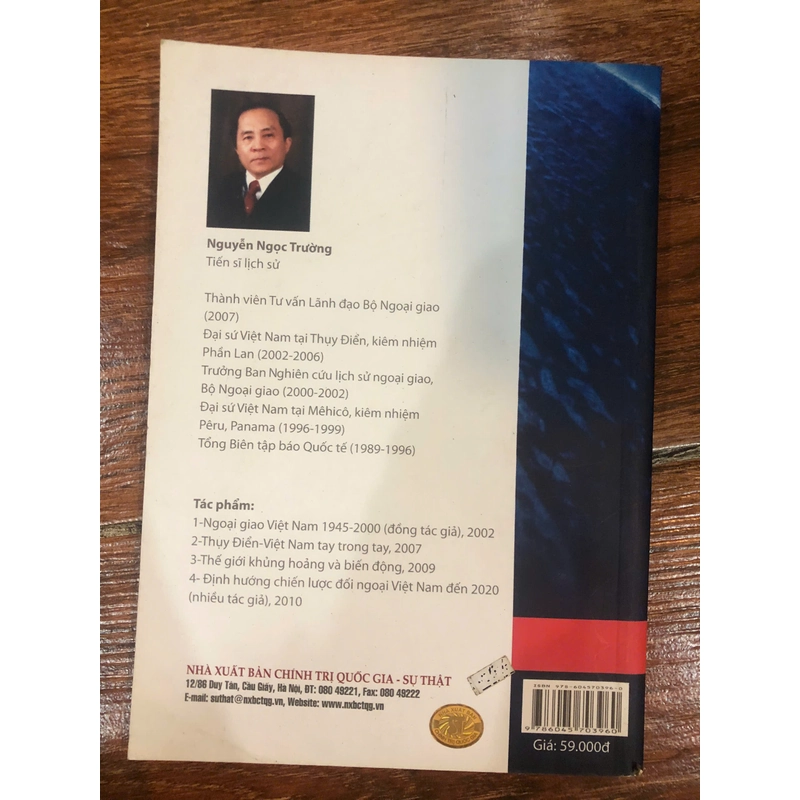 Nguyễn Ngọc Trường
Tiến sĩ lịch sử
Thành viên Tư vấn Lãnh đạo Bộ Ngoại giao
(2007)
Đại sứ Việt Nam tại Thụy Điển, kiêm nhiệm
Phần Lan (2002-2006)
Trưởng Ban Nghiên cứu lịch sử ngoại giao,
Bộ Ngoại giao (2000-2002)
Đại sứ Việt Nam tại Mêhicô, kiêm nhiệm
Pêru, Panama (1996-1999)
Tổng Biên tập báo Quốc tế (1989-1996)
Tác phẩm:
1-Ngoại giao Việt Nam 1945-2000 (đồng tác giả), 2002
2-Thụy Điển-Việt Nam tay trong tay, 2007
3-Thế giới khủng hoảng và biến động, 2009
4- Định hướng chiến lược đối ngoại Việt Nam đến 2020
(nhiều tác giả), 2010
NHÀ XUẤT BẢN CHÍNH TRỊ QUỐC GIA - SỰ THẬT
12/86 Duy Tân, Cầu Giấy, Hà Nội, ĐT: 080 49221, Fax: 080 49222
E-mail: suthat@nxbctqg.vn, Website: www.nxbctqg.vn
ISBN 978-604570396-0
9 786045 703960
Giá: 59.000đ